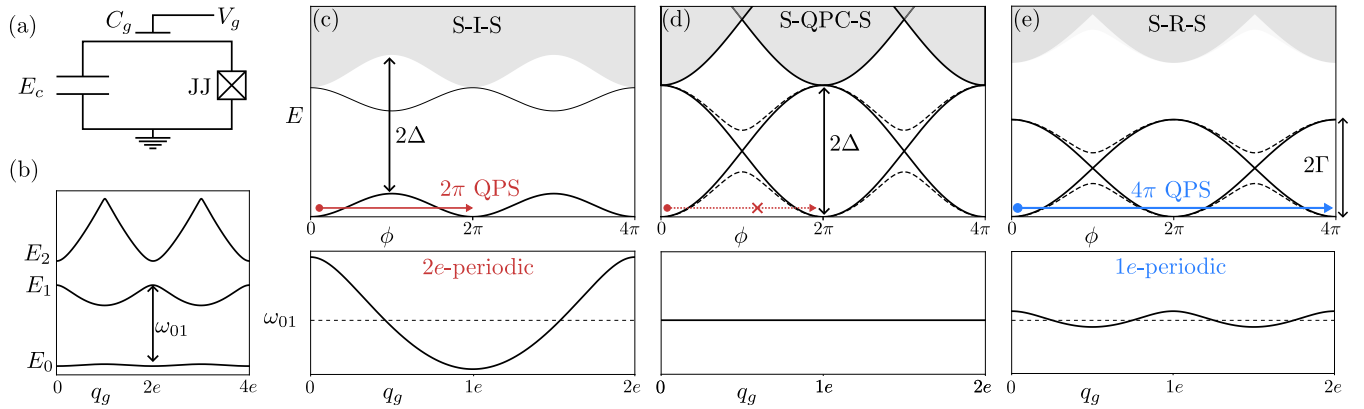 (a)
C_g
V_g
E_c
JJ
(b)
E_2
E_1
E_0
ω_01
0
2e
4e
q_g
(c)
S-I-S
E
2Δ
2π QPS
0
ϕ
2π
4π
2e-periodic
ω_01
0
q_g
1e
2e
(d)
S-QPC-S
2Δ
0
ϕ
2π
4π
0
q_g
1e
2e
(e)
S-R-S
2Γ
4π QPS
0
ϕ
2π
4π
1e-periodic
0
q_g
1e
2e